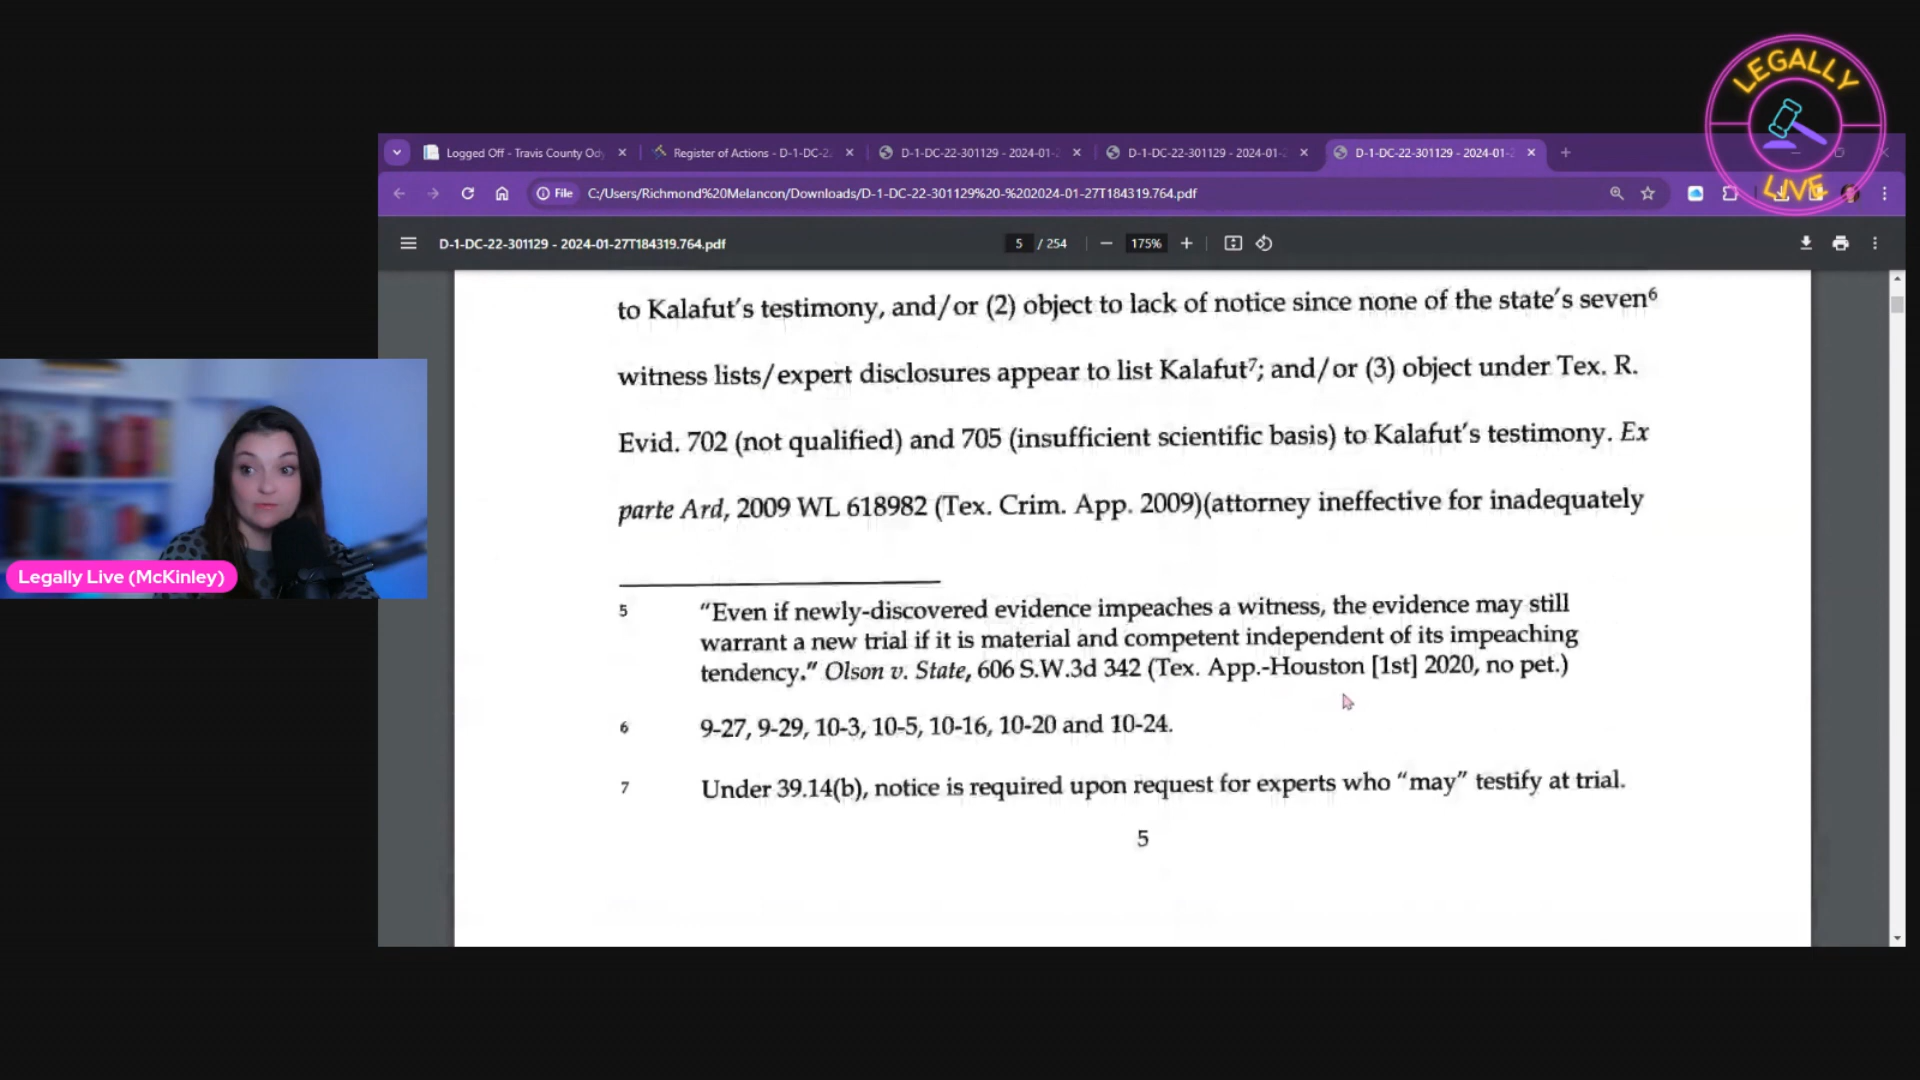 LEGALLY
LIVE
Logged Off - Travis County Ody
Register of Actions - D-1-DC-2
D-1-DC-22-301129 - 2024-01-2
D-1-DC-22-301129 - 2024-01-2
D-1-DC-22-301129 - 2024-01-2
File
C:/Users/Richmond%20Melancon/Downloads/D-1-DC-22-301129%20-%202024-01-27T184319.764.pdf
D-1-DC-22-301129 - 2024-01-27T184319.764.pdf
5 / 254
175%
to Kalafut's testimony, and/or (2) object to lack of notice since none of the state's seven⁶
witness lists/expert disclosures appear to list Kalafut⁷; and/or (3) object under Tex. R.
Evid. 702 (not qualified) and 705 (insufficient scientific basis) to Kalafut's testimony. Ex
parte Ard, 2009 WL 618982 (Tex. Crim. App. 2009)(attorney ineffective for inadequately
5 "Even if newly-discovered evidence impeaches a witness, the evidence may still
warrant a new trial if it is material and competent independent of its impeaching
tendency." Olson v. State, 606 S.W.3d 342 (Tex. App.-Houston [1st] 2020, no pet.)
6 9-27, 9-29, 10-3, 10-5, 10-16, 10-20 and 10-24.
7 Under 39.14(b), notice is required upon request for experts who "may" testify at trial.
5
Legally Live (McKinley)